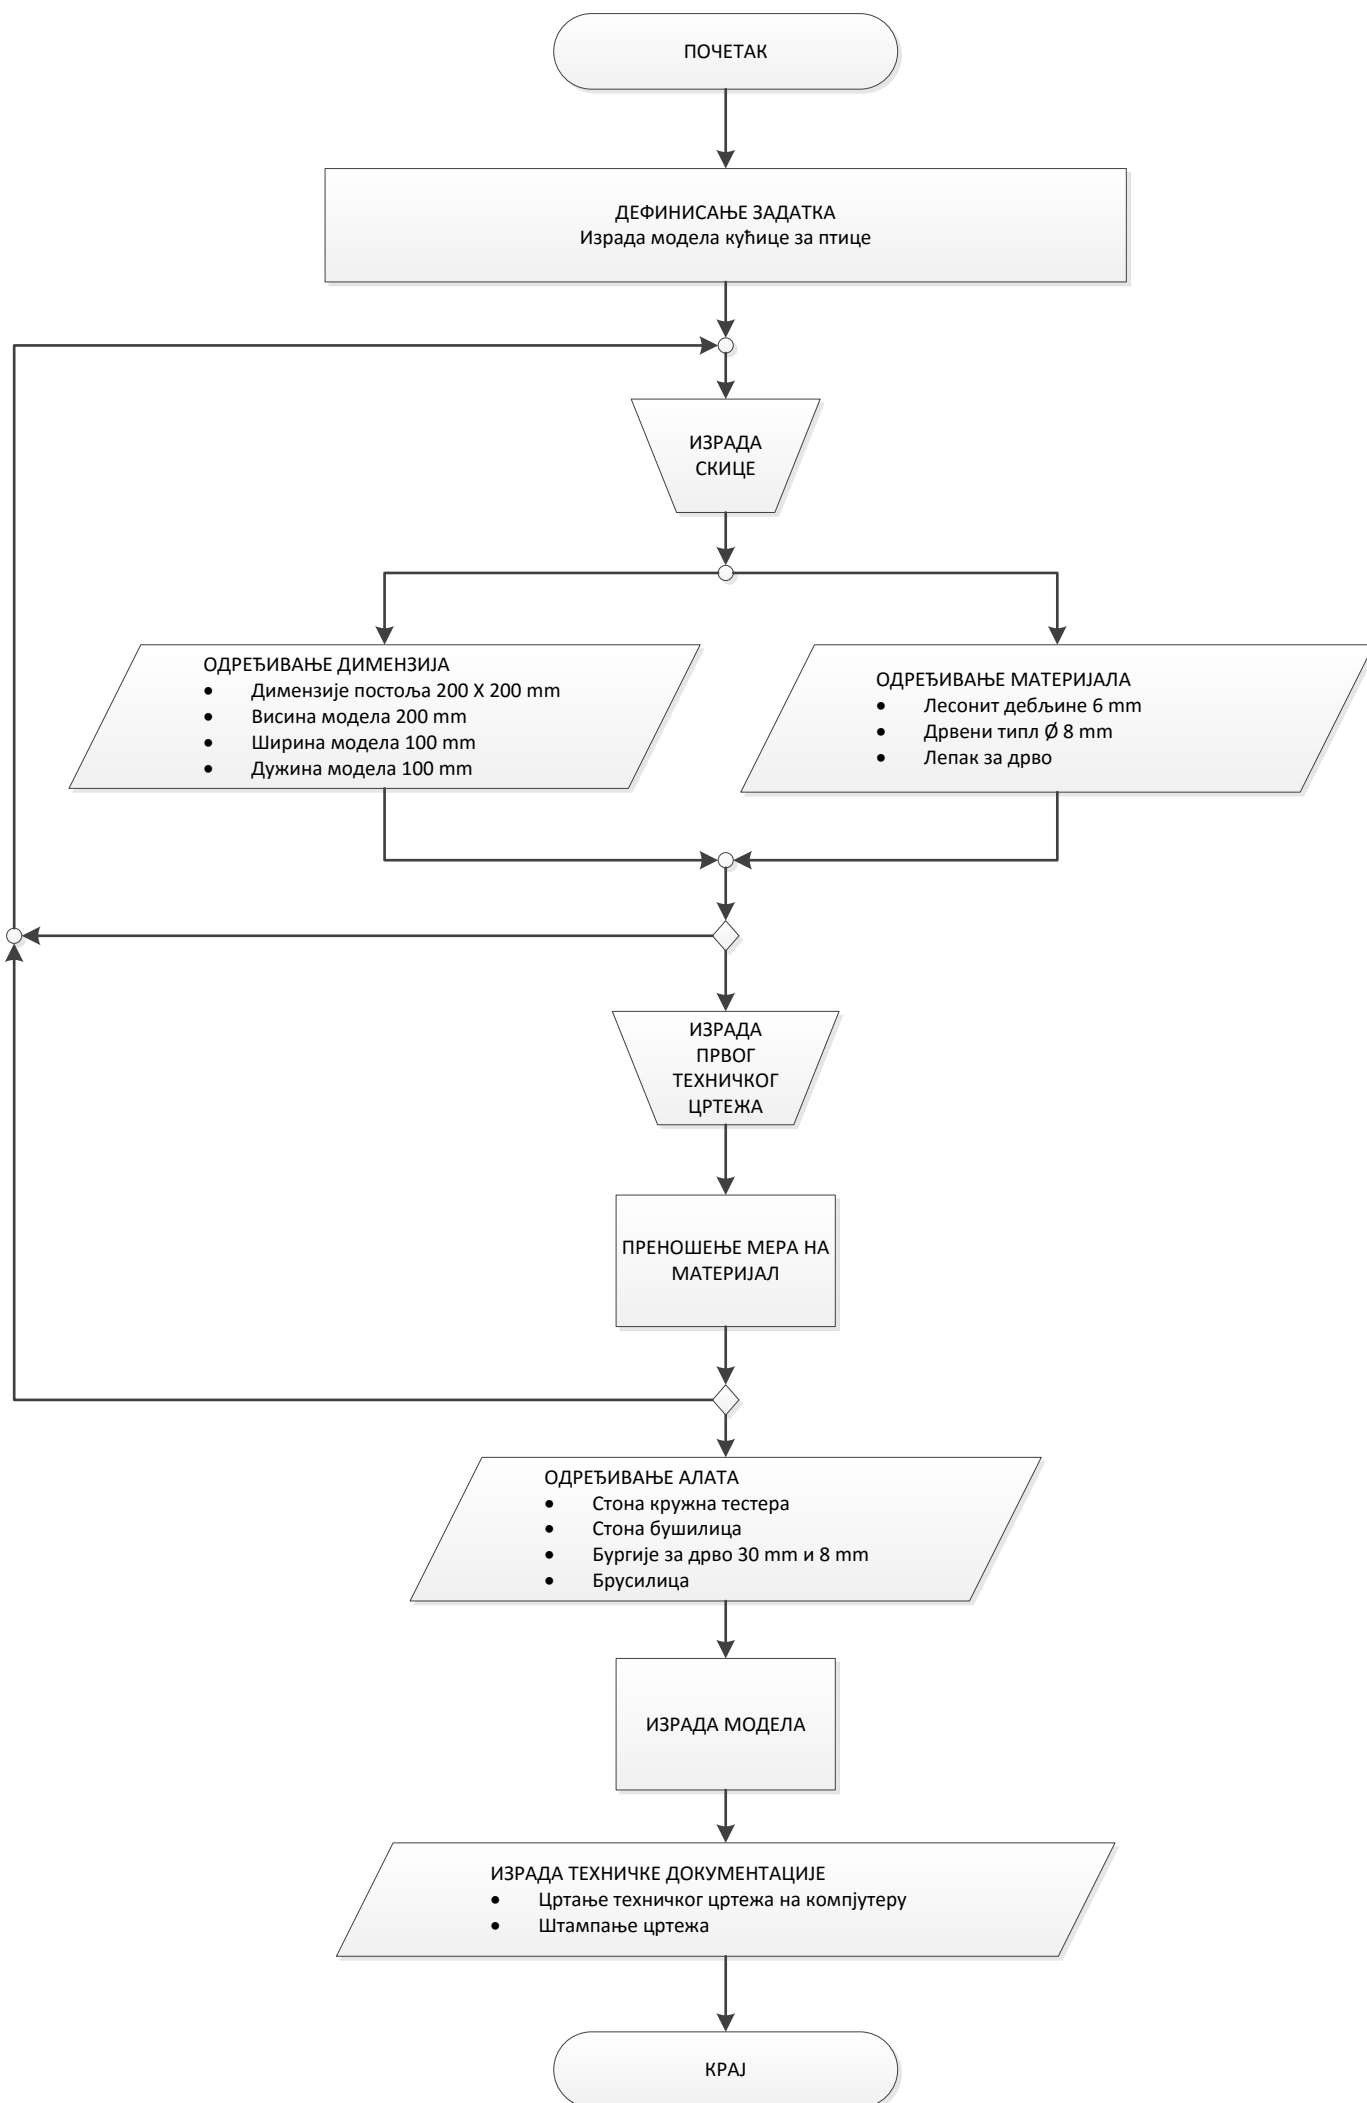 ПОЧЕТАК
ДЕФИНИСАЊЕ ЗАДАТКА
Израда модела кућице за птице
ИЗРАДА
СКИЦЕ
ОДРЕЂИВАЊЕ ДИМЕНЗИЈА
• Димензије постоља 200 X 200 mm
• Висина модела 200 mm
• Ширина модела 100 mm
• Дужина модела 100 mm
ОДРЕЂИВАЊЕ МАТЕРИЈАЛА
• Лесонит дебљине 6 mm
• Дрвени типл Ø 8 mm
• Лепак за дрво
ИЗРАДА
ПРВОГ
ТЕХНИЧКОГ
ЦРТЕЖА
ПРЕНОШЕЊЕ МЕРА НА
МАТЕРИЈАЛ
ОДРЕЂИВАЊЕ АЛАТА
• Стона кружна тестера
• Стона бушилица
• Бургије за дрво 30 mm и 8 mm
• Брусилица
ИЗРАДА МОДЕЛА
ИЗРАДА ТЕХНИЧКЕ ДОКУМЕНТАЦИЈЕ
• Цртање техничког цртежа на компјутеру
• Штампање цртежа
КРАЈ